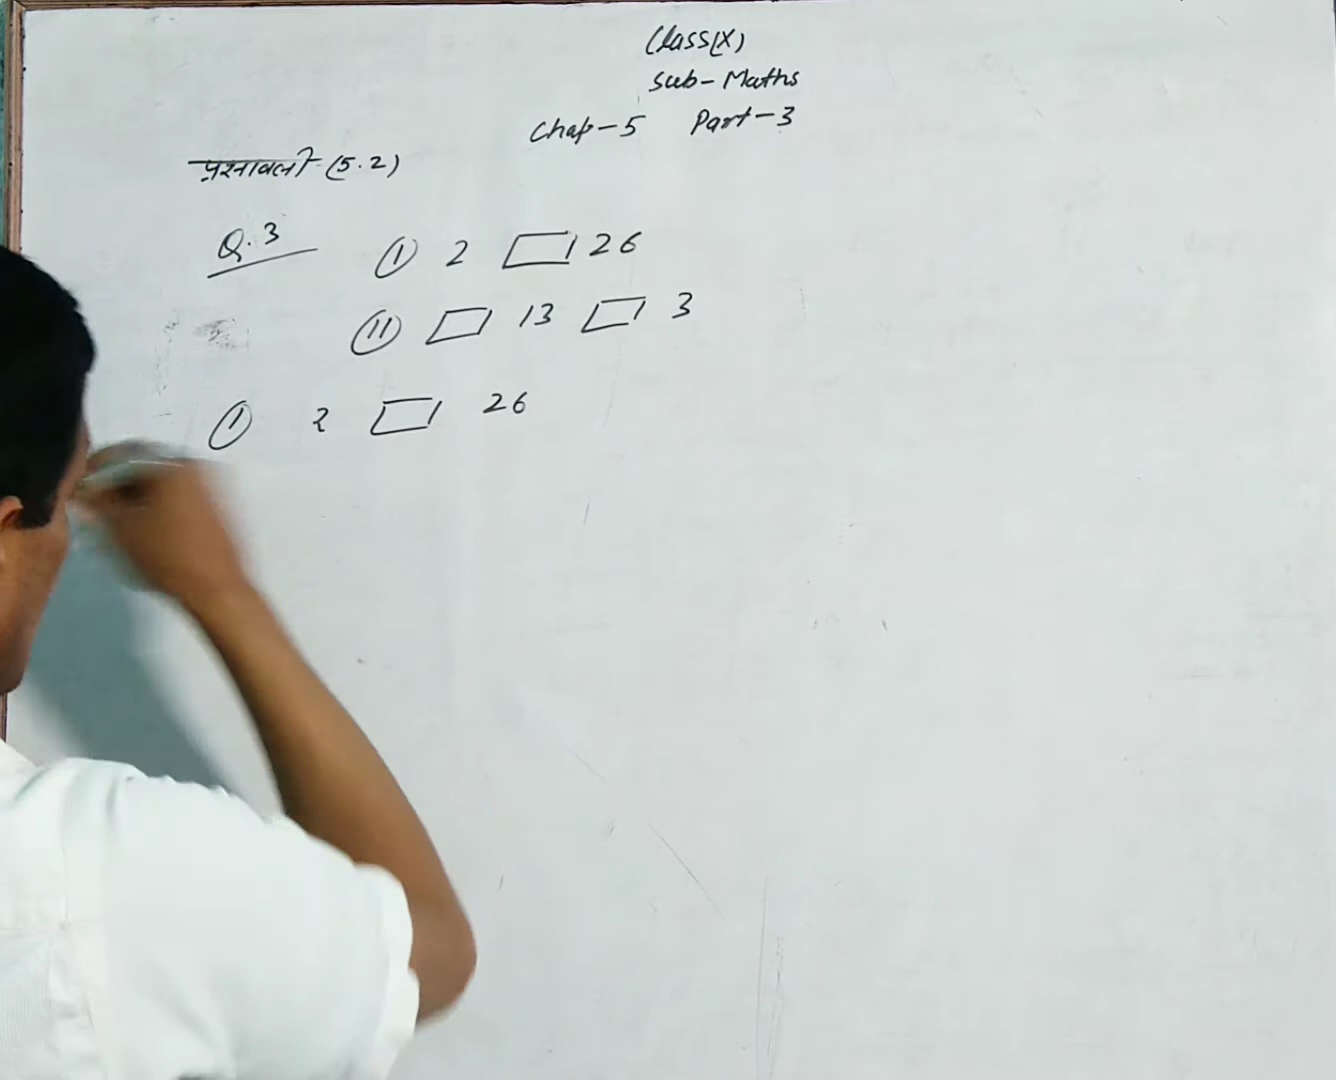 Class(X)
Sub-Maths
Chap-5 Part-3
प्रश्नावली-(5.2)
Q.3 (I) 2 ▭ 26
(II) ▭ 13 ▭ 3
(I) 2 ▭ 26